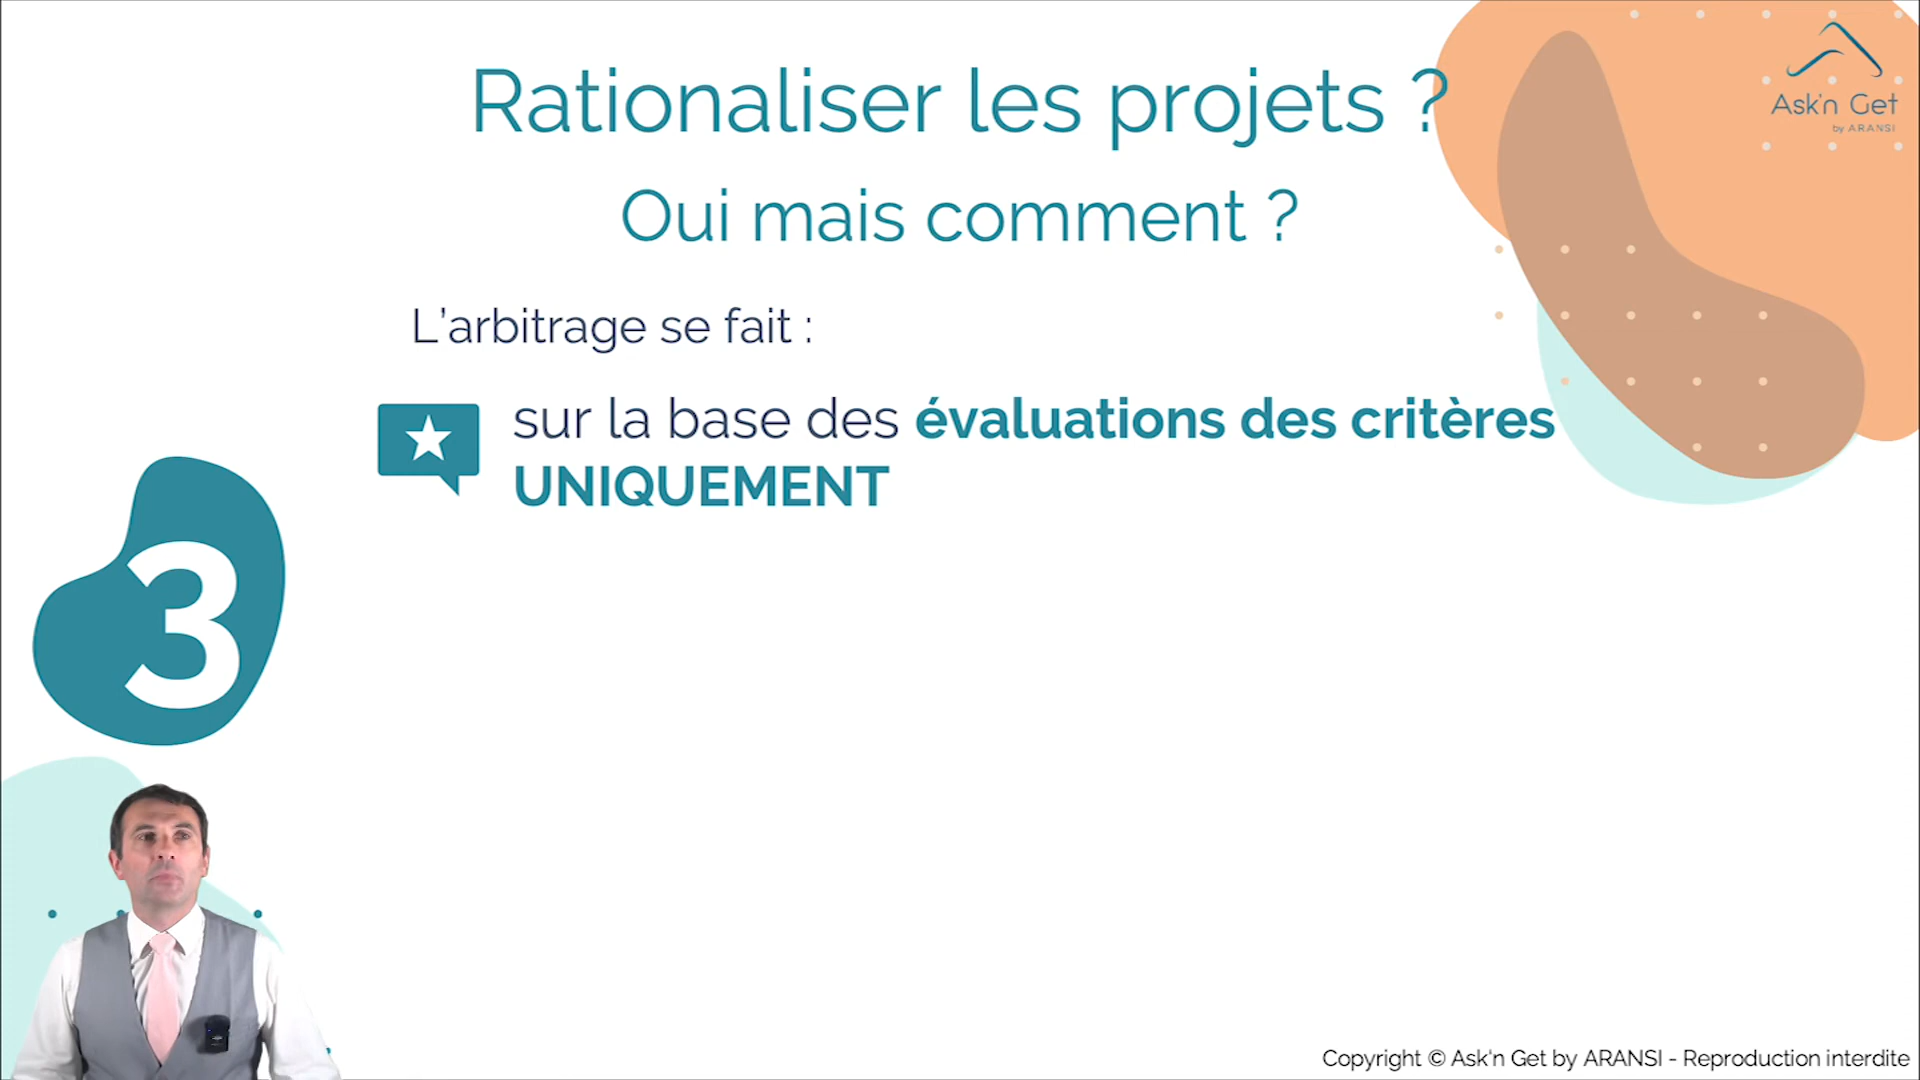 Rationaliser les projets ?
Oui mais comment ?
Ask'n Get
by ARANSI
L'arbitrage se fait :
sur la base des évaluations des critères
UNIQUEMENT
3
Copyright © Ask'n Get by ARANSI - Reproduction interdite